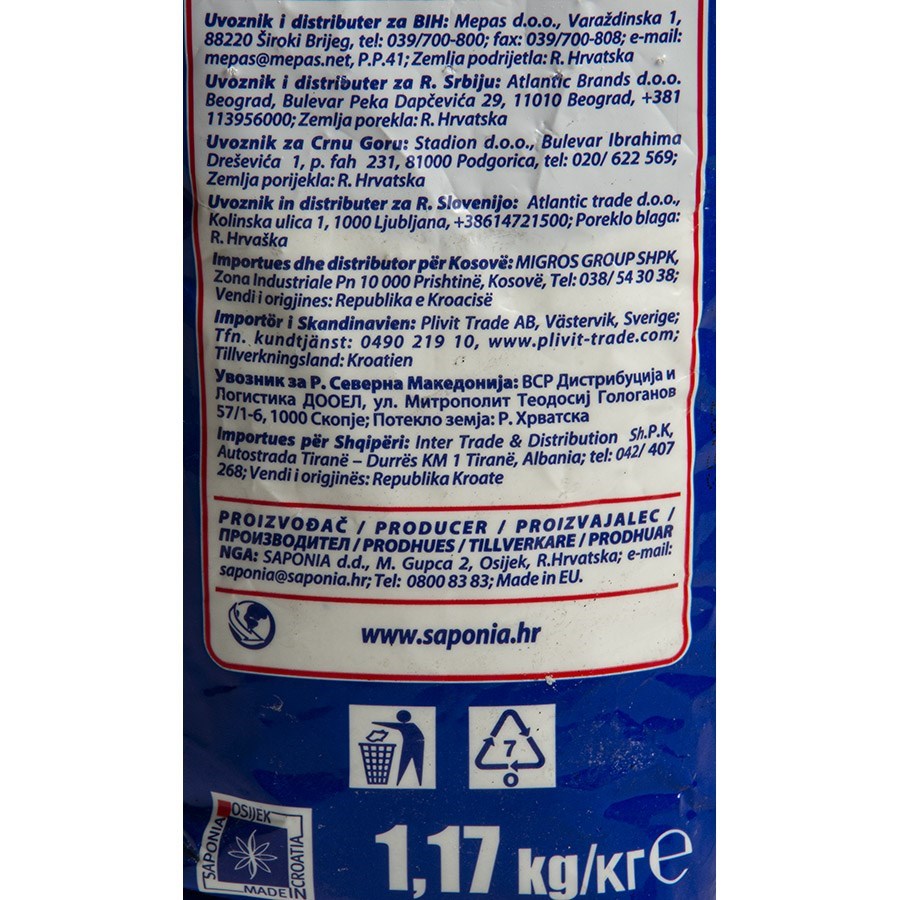 Uvoznik i distributer za BIH: Mepas d.o.o., Varaždinska 1,
88220 Široki Brijeg, tel: 039/700-800; fax: 039/700-808; e-mail:
mepas@mepas.net, P.P.41; Zemlja podrijetla: R. Hrvatska
Uvoznik i distributer za R. Srbiju: Atlantic Brands d.o.o.
Beograd, Bulevar Peka Dapčevića 29, 11010 Beograd, +381
113956000; Zemlja porekla: R. Hrvatska
Uvoznik za Crnu Goru: Stadion d.o.o., Bulevar Ibrahima
Dreševića 1, p. fah 231, 81000 Podgorica, tel: 020/ 622 569;
Zemlja porijekla: R. Hrvatska
Uvoznik in distributer za R. Slovenijo: Atlantic trade d.o.o.,
Kolinska ulica 1, 1000 Ljubljana, +38614721500; Poreklo blaga:
R. Hrvaška
Importues dhe distributor për Kosovë: MIGROS GROUP SHPK,
Zona Industriale Pn 10 000 Prishtinë, Kosovë, Tel: 038/ 54 30 38;
Vendi i origjines: Republika e Kroacisë
Importör i Skandinavien: Plivit Trade AB, Västervik, Sverige;
Tfn. kundtjänst: 0490 219 10, www.plivit-trade.com;
Tillverkningsland: Kroatien
Увозник за Р. Северна Македонија: ВСР Дистрибуција и
Логистика ДООЕЛ, ул. Митрополит Теодосиј Гологанов
57/1-6, 1000 Скопје; Потекло земја: Р. Хрватска
Importues për Shqipëri: Inter Trade & Distribution Sh.P.K,
Autostrada Tiranë – Durrës KM 1 Tiranë, Albania; tel: 042/ 407
268; Vendi i origjinës: Republika Kroate
PROIZVOĐAČ / PRODUCER / PROIZVAJALEC /
ПРОИЗВОДИТЕЛ / PRODHUES / TILLVERKARE / PRODHUAR
NGA: SAPONIA d.d., M. Gupca 2, Osijek, R.Hrvatska; e-mail:
saponia@saponia.hr; Tel: 0800 83 83; Made in EU.
www.saponia.hr
7
O
SAPONIA OSIJEK
MADE IN CROATIA
1,17 kg/кг e